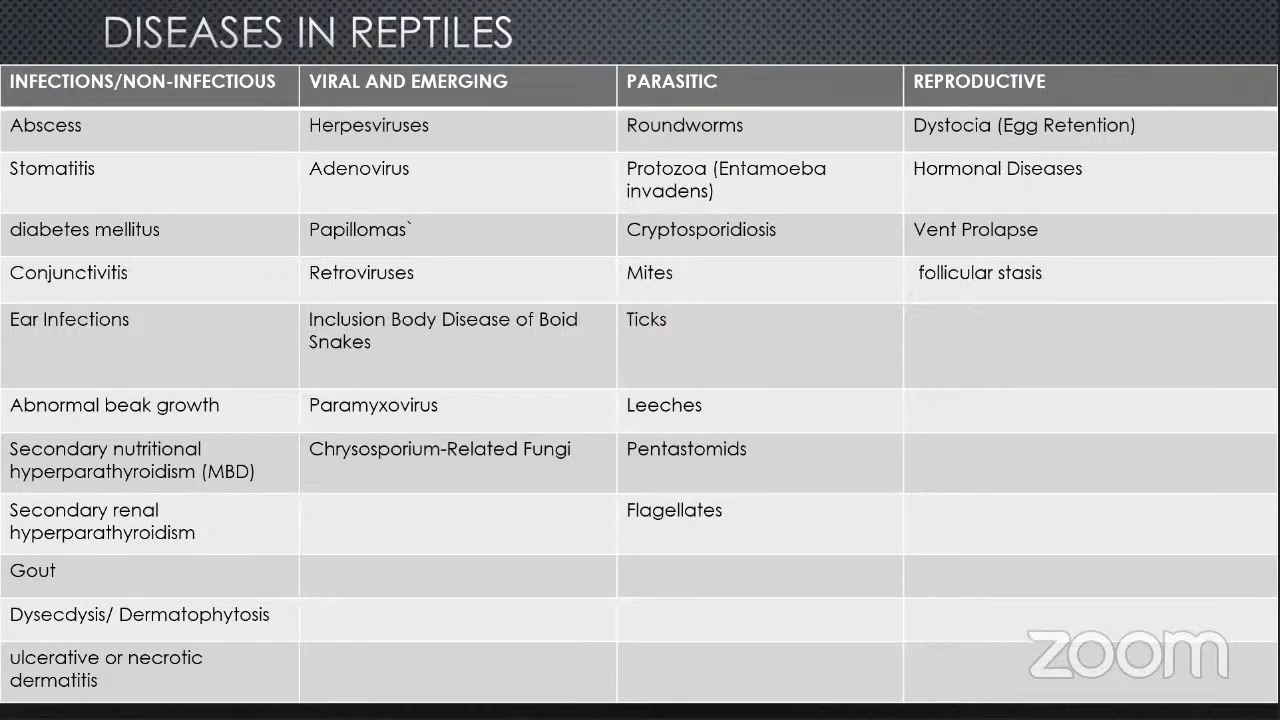 DISEASES IN REPTILES
INFECTIONS/NON-INFECTIOUS VIRAL AND EMERGING PARASITIC REPRODUCTIVE
Abscess Herpesviruses Roundworms Dystocia (Egg Retention)
Stomatitis Adenovirus Protozoa (Entamoeba Hormonal Diseases
invadens)
diabetes mellitus Papillomas` Cryptosporidiosis Vent Prolapse
Conjunctivitis Retroviruses Mites follicular stasis
Ear Infections Inclusion Body Disease of Boid Ticks
Snakes
Abnormal beak growth Paramyxovirus Leeches
Secondary nutritional Chrysosporium-Related Fungi Pentastomids
hyperparathyroidism (MBD)
Secondary renal Flagellates
hyperparathyroidism
Gout
Dysecdysis/ Dermatophytosis
ulcerative or necrotic
dermatitis
zoom